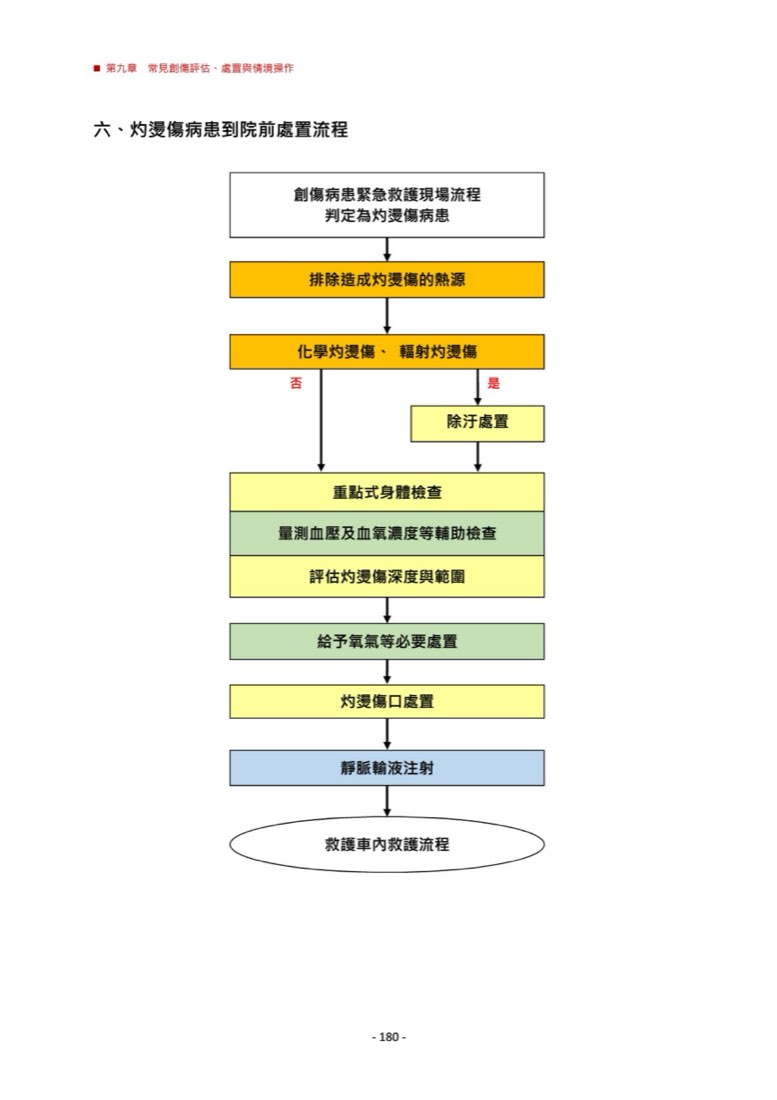 ■ 第九章 常見創傷評估、處置與情境操作
六、灼燙傷病患到院前處置流程
創傷病患緊急救護現場流程
判定為灼燙傷病患
排除造成灼燙傷的熱源
化學灼燙傷、 輻射灼燙傷
否
是
除汙處置
重點式身體檢查
量測血壓及血氧濃度等輔助檢查
評估灼燙傷深度與範圍
給予氧氣等必要處置
灼燙傷口處置
靜脈輸液注射
救護車內救護流程
- 180 -